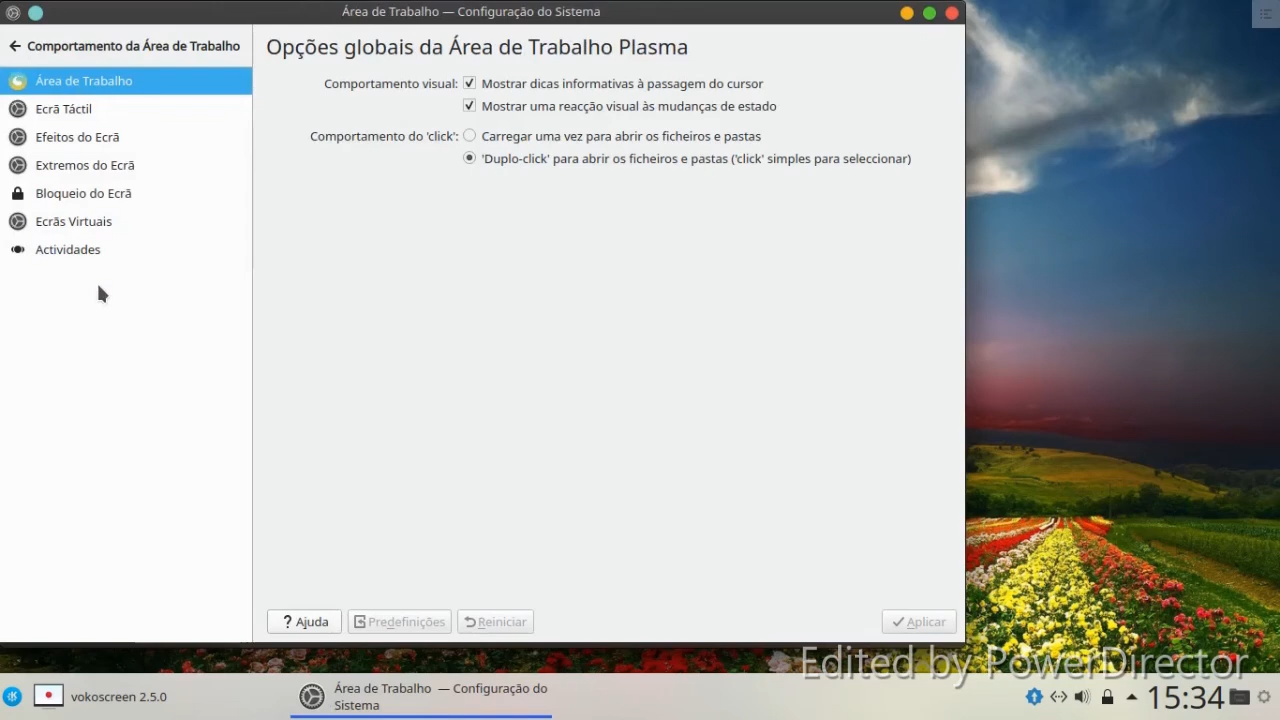 Área de Trabalho — Configuração do Sistema
Comportamento da Área de Trabalho
Área de Trabalho
Ecrã Táctil
Efeitos do Ecrã
Extremos do Ecrã
Bloqueio do Ecrã
Ecrãs Virtuais
Actividades
Opções globais da Área de Trabalho Plasma
Comportamento visual: Mostrar dicas informativas à passagem do cursor
Mostrar uma reacção visual às mudanças de estado
Comportamento do 'click': Carregar uma vez para abrir os ficheiros e pastas
'Duplo-click' para abrir os ficheiros e pastas ('click' simples para seleccionar)
? Ajuda Predefinições Reiniciar Aplicar
Edited by PowerDirector
vokoscreen 2.5.0
Área de Trabalho — Configuração do
Sistema
15:34